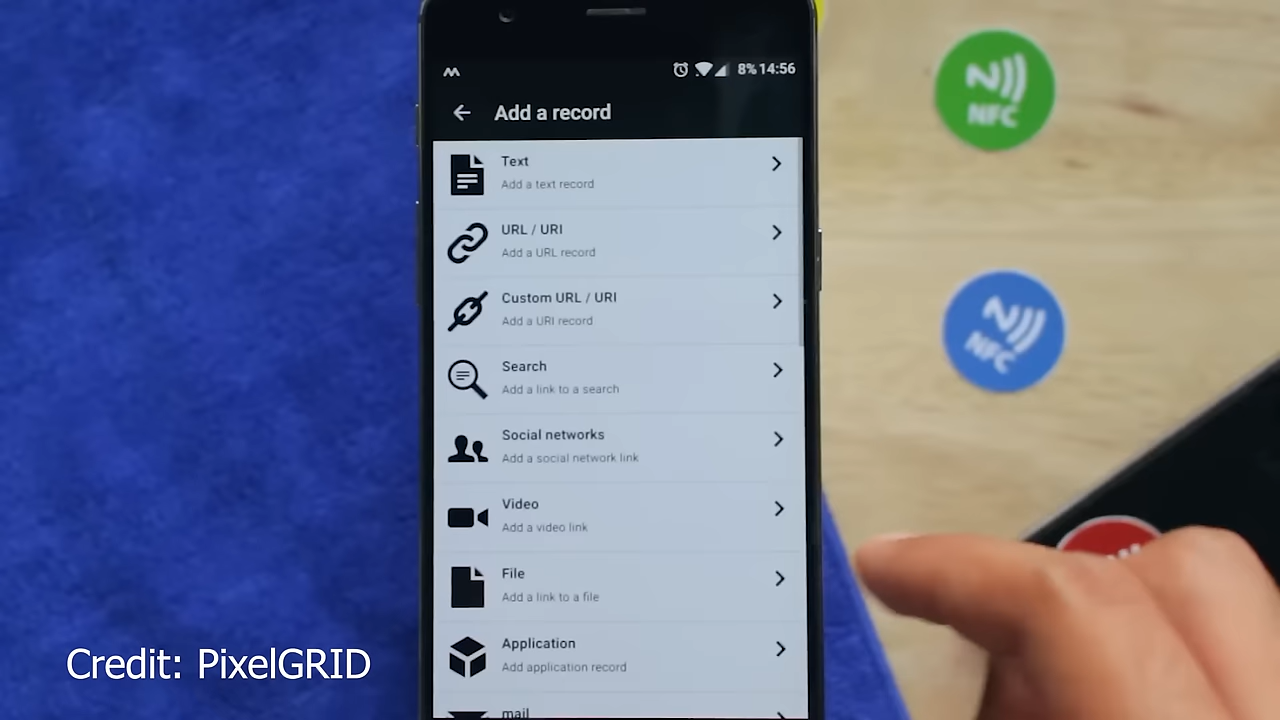 8% 14:56
Add a record
Text
Add a text record
URL / URI
Add a URL record
Custom URL / URI
Add a URI record
Search
Add a link to a search
Social networks
Add a social network link
Video
Add a video link
File
Add a link to a file
Application
Add application record
mail
NFC
NFC
Credit: PixelGRID